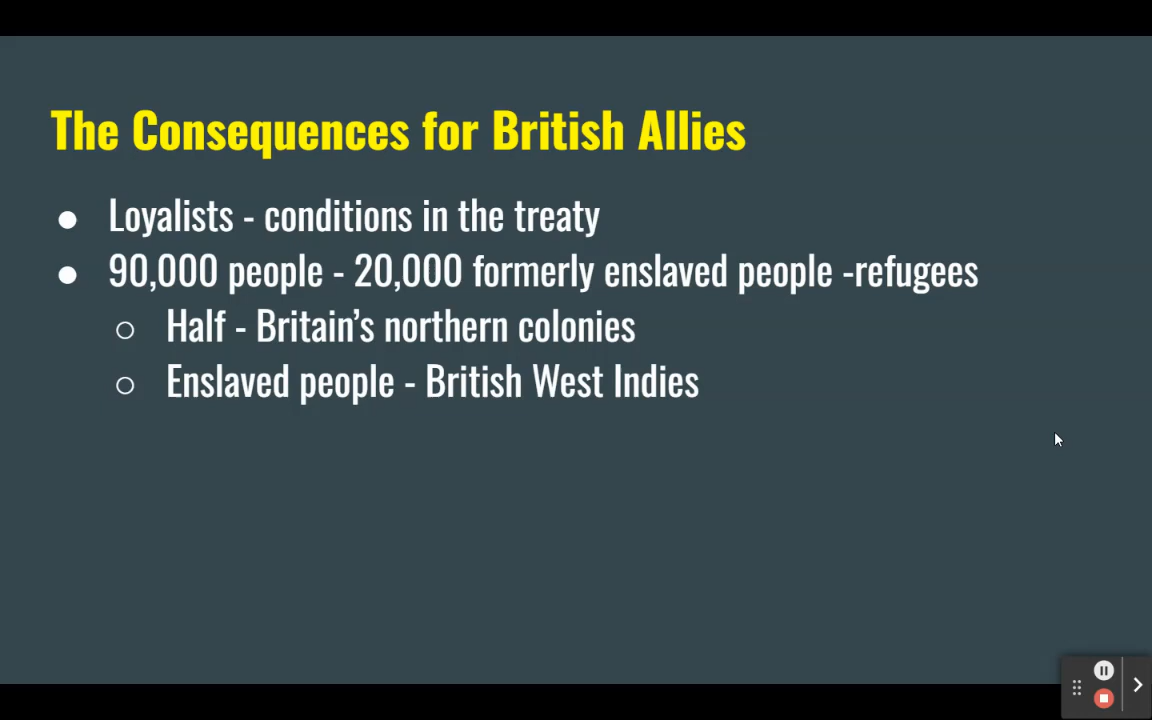 The Consequences for British Allies
● Loyalists - conditions in the treaty
● 90,000 people - 20,000 formerly enslaved people -refugees
○ Half - Britain’s northern colonies
○ Enslaved people - British West Indies